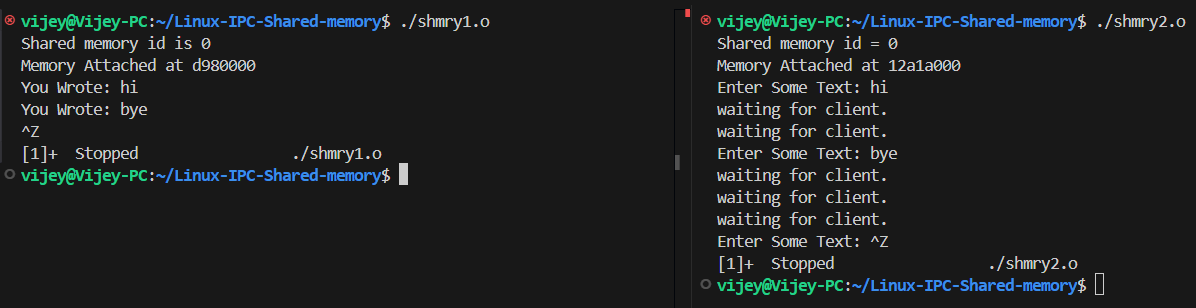 vijey@Vijey-PC:~/Linux-IPC-Shared-memory$ ./shmry1.o
Shared memory id is 0
Memory Attached at d980000
You Wrote: hi
You Wrote: bye
^Z
[1]+  Stopped                 ./shmry1.o
vijey@Vijey-PC:~/Linux-IPC-Shared-memory$
vijey@Vijey-PC:~/Linux-IPC-Shared-memory$ ./shmry2.o
Shared memory id = 0
Memory Attached at 12a1a000
Enter Some Text: hi
waiting for client.
waiting for client.
Enter Some Text: bye
waiting for client.
waiting for client.
waiting for client.
Enter Some Text: ^Z
[1]+  Stopped                 ./shmry2.o
vijey@Vijey-PC:~/Linux-IPC-Shared-memory$